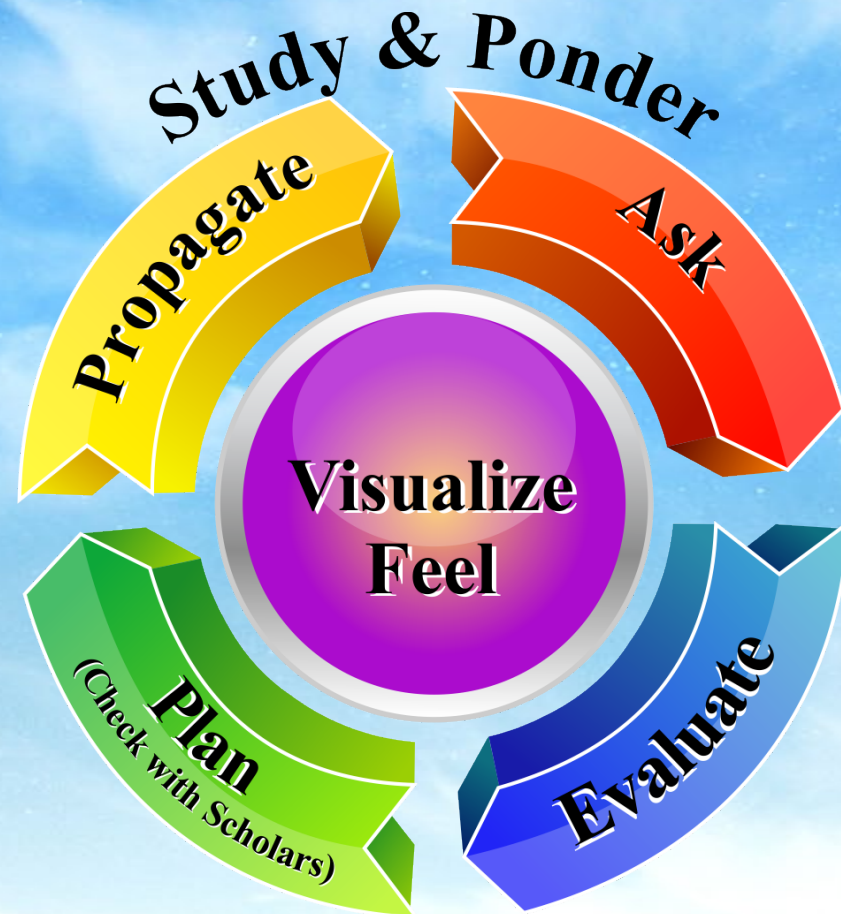 Study & Ponder
Ask
Evaluate
Plan
(Check with Scholars)
Propagate
Visualize
Feel